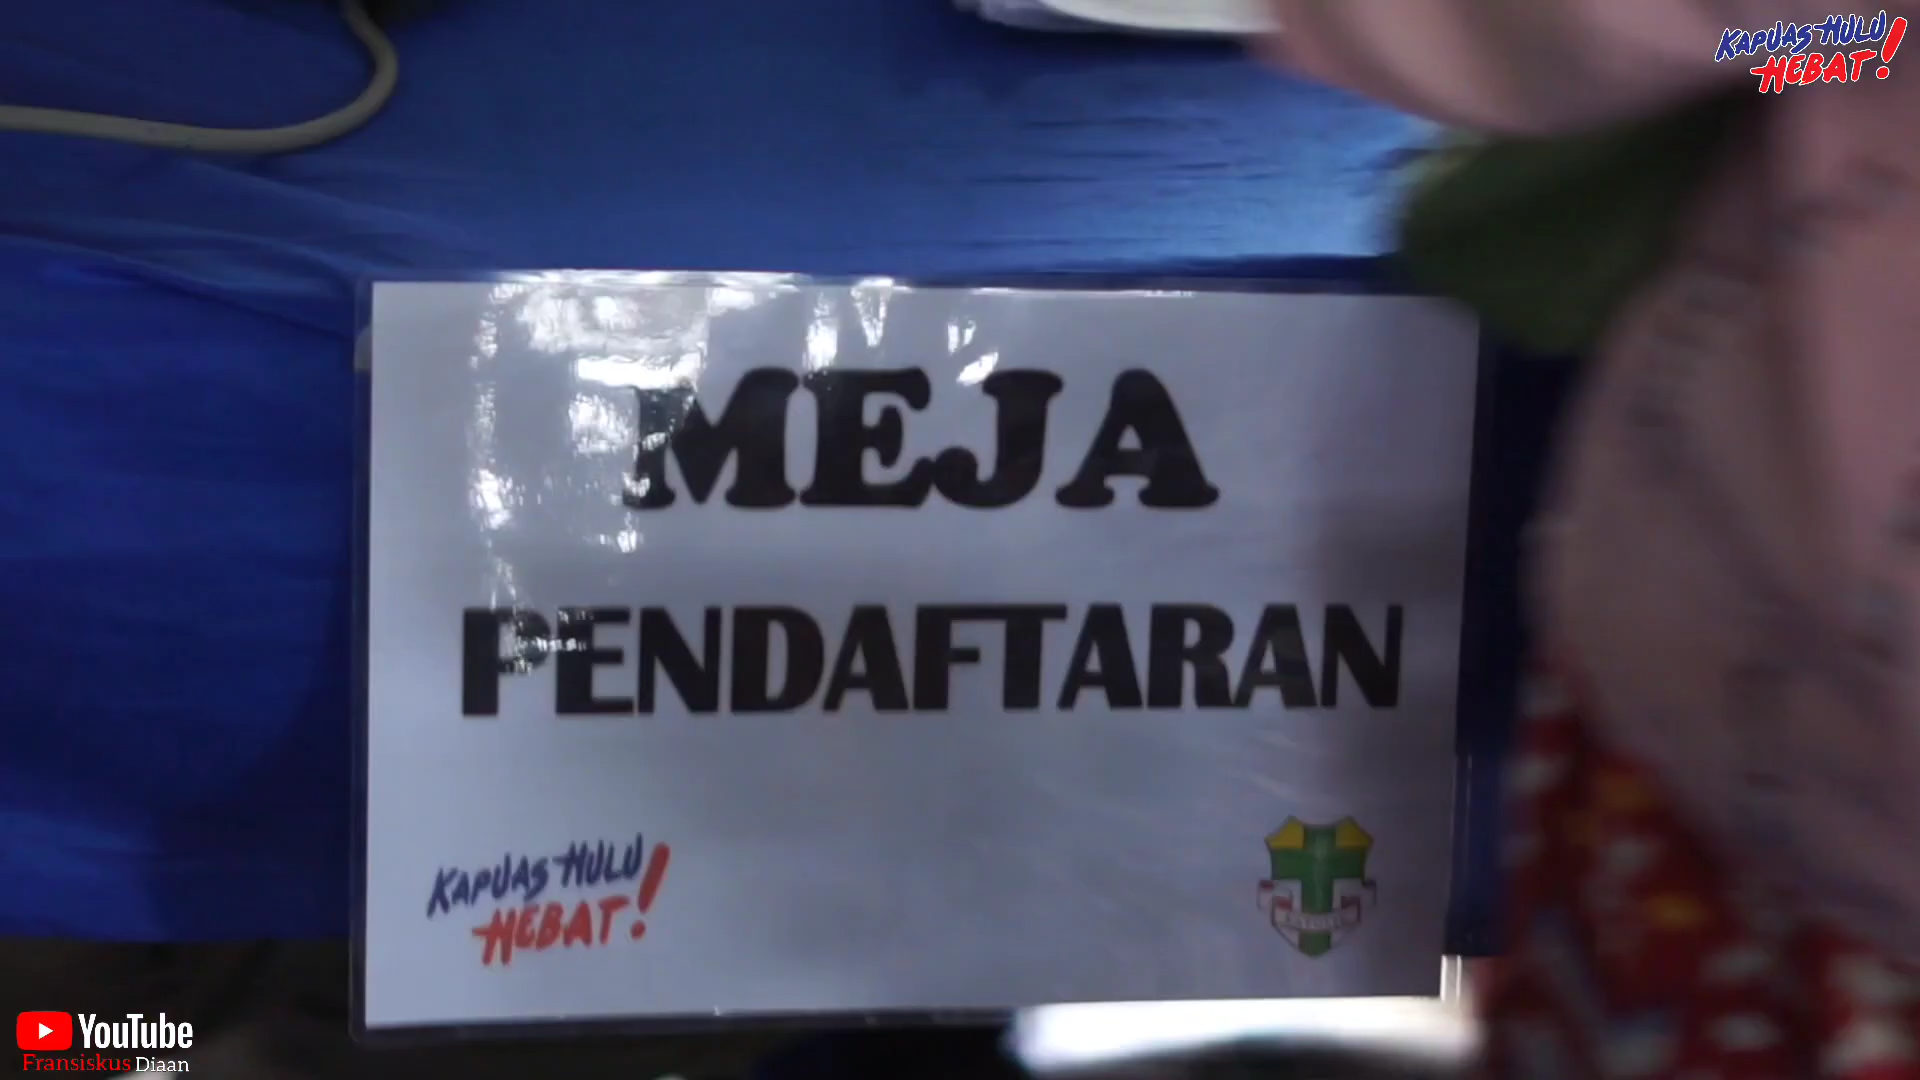 KAPUAS HULU
HEBAT!
MEJA
PENDAFTARAN
KAPUAS HULU
HEBAT!
YouTube
Fransiskus Diaan